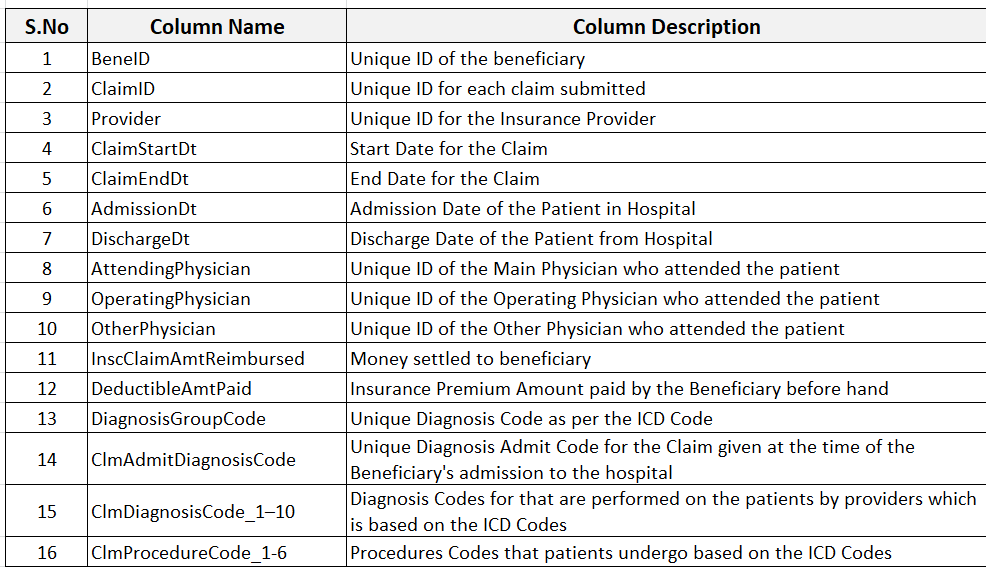 S.No Column Name Column Description
1 BeneID Unique ID of the beneficiary
2 ClaimID Unique ID for each claim submitted
3 Provider Unique ID for the Insurance Provider
4 ClaimStartDt Start Date for the Claim
5 ClaimEndDt End Date for the Claim
6 AdmissionDt Admission Date of the Patient in Hospital
7 DischargeDt Discharge Date of the Patient from Hospital
8 AttendingPhysician Unique ID of the Main Physician who attended the patient
9 OperatingPhysician Unique ID of the Operating Physician who attended the patient
10 OtherPhysician Unique ID of the Other Physician who attended the patient
11 InscClaimAmtReimbursed Money settled to beneficiary
12 DeductibleAmtPaid Insurance Premium Amount paid by the Beneficiary before hand
13 DiagnosisGroupCode Unique Diagnosis Code as per the ICD Code
14 ClmAdmitDiagnosisCode Unique Diagnosis Admit Code for the Claim given at the time of the
Beneficiary's admission to the hospital
15 ClmDiagnosisCode_1–10 Diagnosis Codes for that are performed on the patients by providers which
is based on the ICD Codes
16 ClmProcedureCode_1-6 Procedures Codes that patients undergo based on the ICD Codes